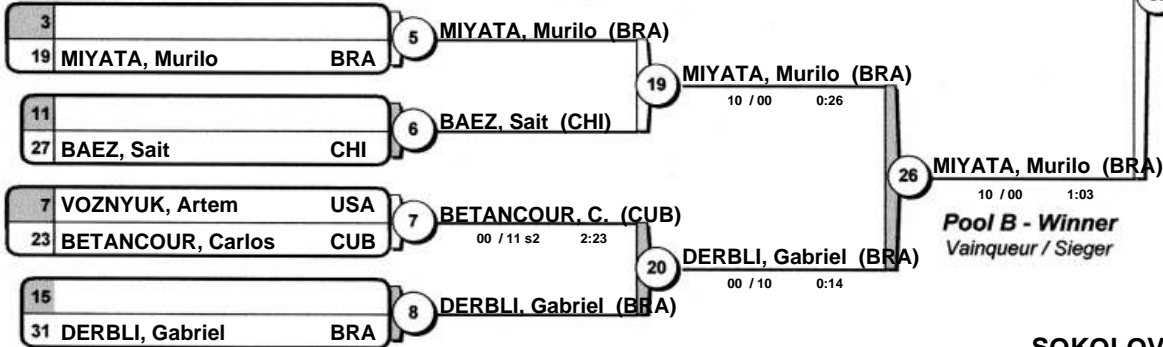 3
19 MIYATA, Murilo BRA
5 MIYATA, Murilo (BRA)
11
27 BAEZ, Sait CHI
6 BAEZ, Sait (CHI)
19 MIYATA, Murilo (BRA)
10 / 00 0:26
7 VOZNYUK, Artem USA
23 BETANCOUR, Carlos CUB
7 BETANCOUR, C. (CUB)
00 / 11 s2 2:23
15
31 DERBLI, Gabriel BRA
8 DERBLI, Gabriel (BRA)
20 DERBLI, Gabriel (BRA)
00 / 10 0:14
26 MIYATA, Murilo (BRA)
10 / 00 1:03
Pool B - Winner
Vainqueur / Sieger
SOKOLOV